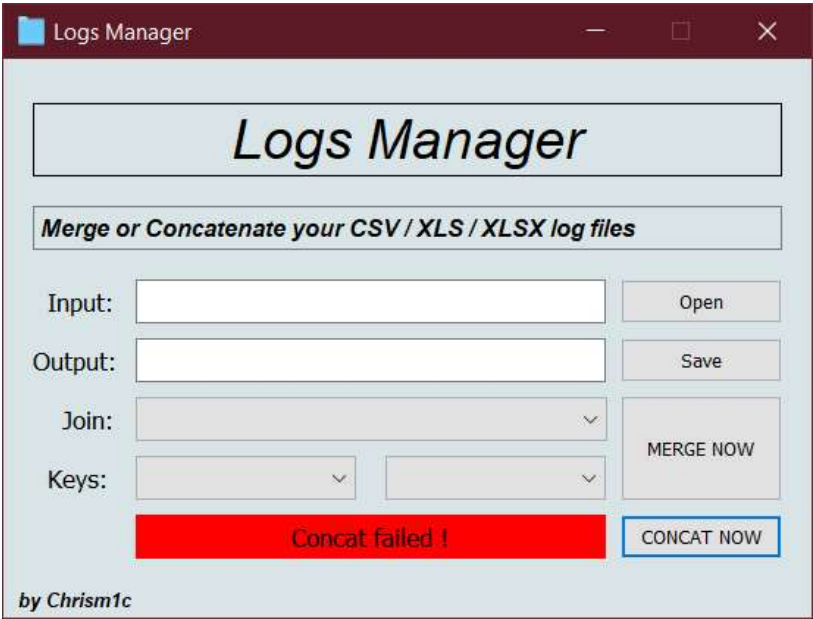 Logs Manager
Logs Manager
Merge or Concatenate your CSV / XLS / XLSX log files
Input:
Open
Output:
Save
Join:
MERGE NOW
Keys:
Concat failed !
CONCAT NOW
by Chrism1c